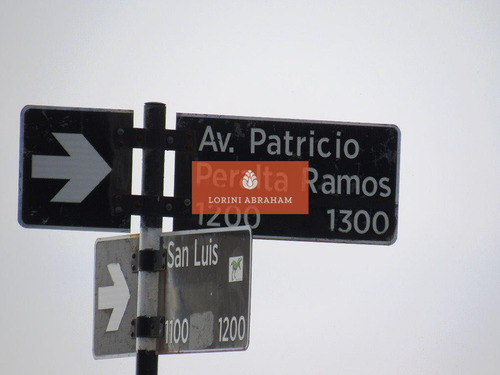 Av. Patricio
Peralta Ramos
1200 1300
LORINI ABRAHAM
San Luis
1100 1200